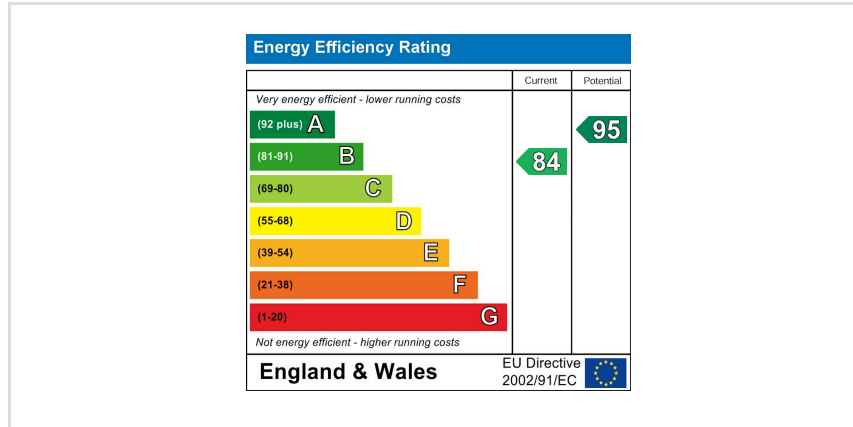 Energy Efficiency Rating
Current Potential
Very energy efficient - lower running costs
(92 plus) A
95
(81-91) B
84
(69-80) C
(55-68) D
(39-54) E
(21-38) F
(1-20) G
Not energy efficient - higher running costs
England & Wales
EU Directive
2002/91/EC